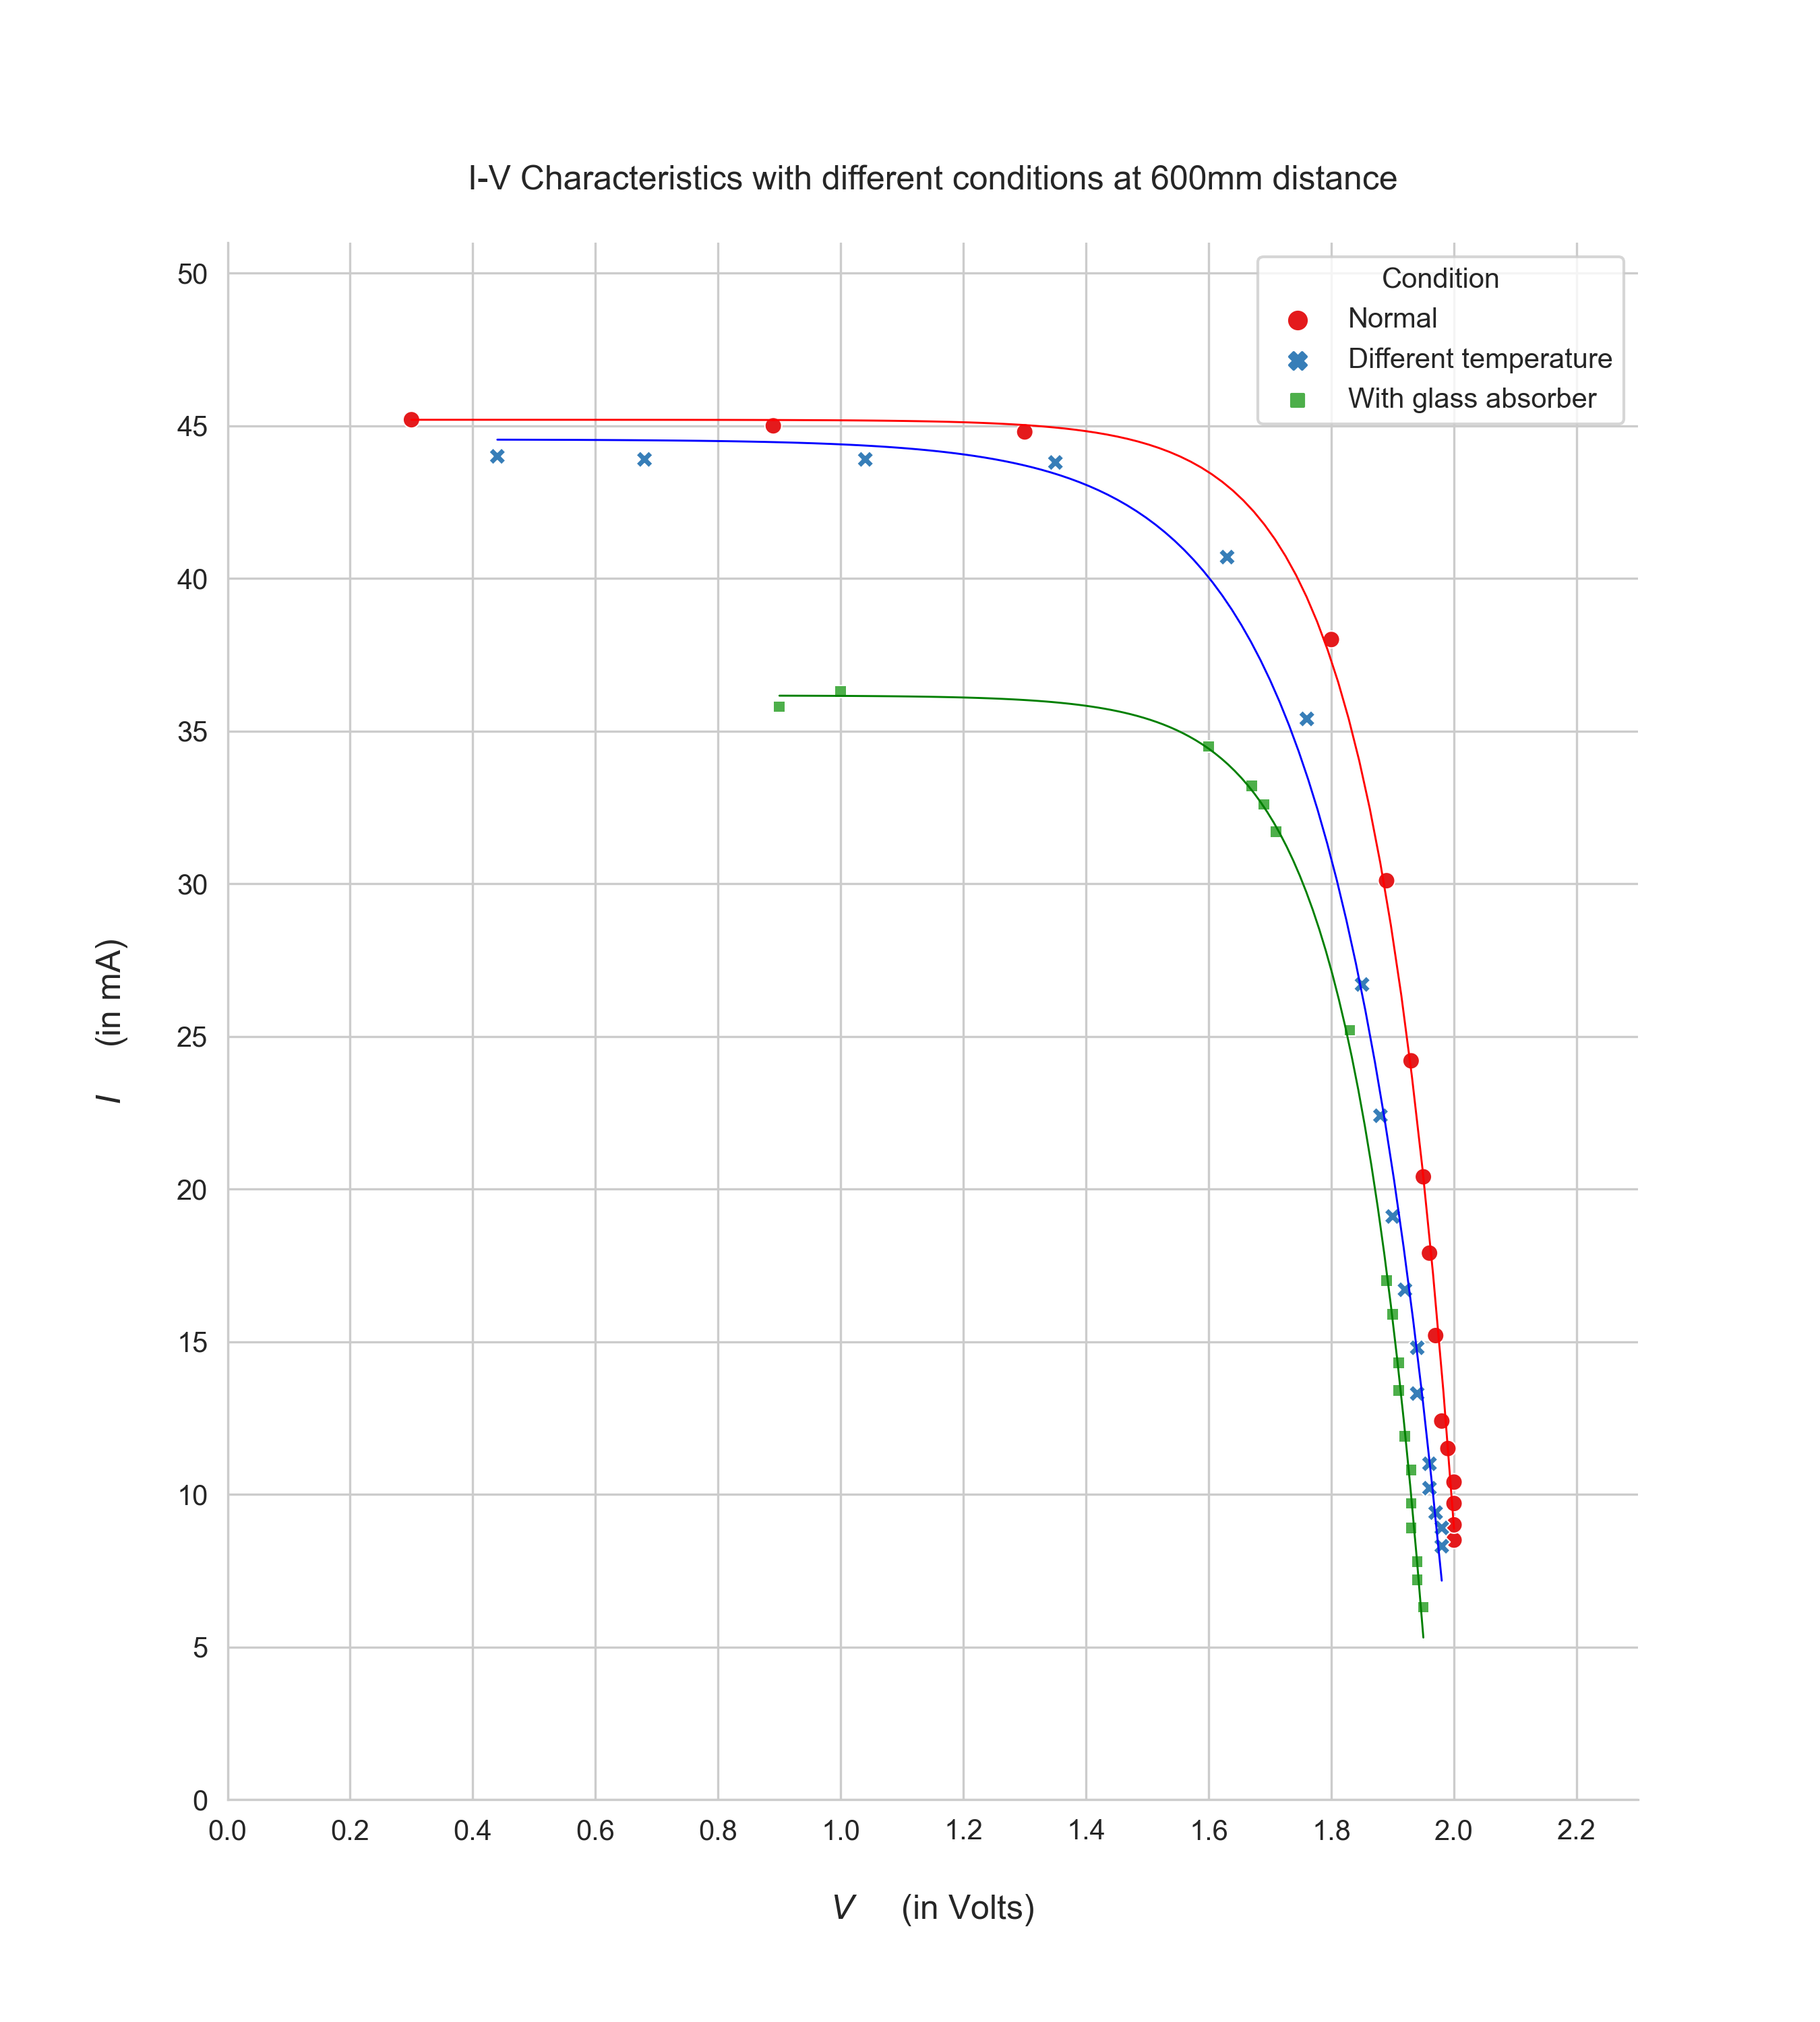 I-V Characteristics with different conditions at 600mm distance
Condition
Normal
Different temperature
With glass absorber
50
45
40
35
30
25
20
15
10
5
0
I (in mA)
0.0 0.2 0.4 0.6 0.8 1.0 1.2 1.4 1.6 1.8 2.0 2.2
V (in Volts)